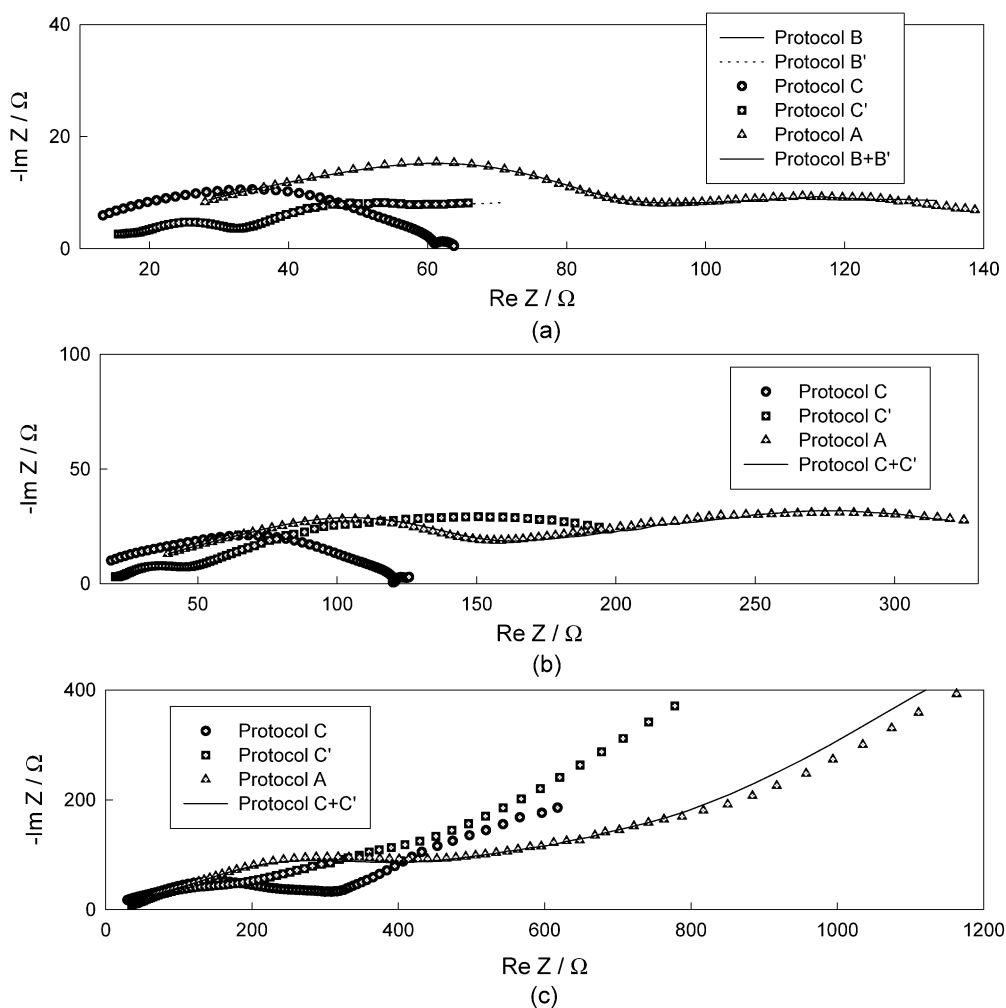 40
20
0
-Im Z / Ω
Protocol B
Protocol B'
Protocol C
Protocol C'
Protocol A
Protocol B+B'
20 40 60 80 100 120 140
Re Z / Ω
(a)
100
50
0
-Im Z / Ω
Protocol C
Protocol C'
Protocol A
Protocol C+C'
50 100 150 200 250 300
Re Z / Ω
(b)
400
200
0
-Im Z / Ω
Protocol C
Protocol C'
Protocol A
Protocol C+C'
0 200 400 600 800 1000 1200
Re Z / Ω
(c)